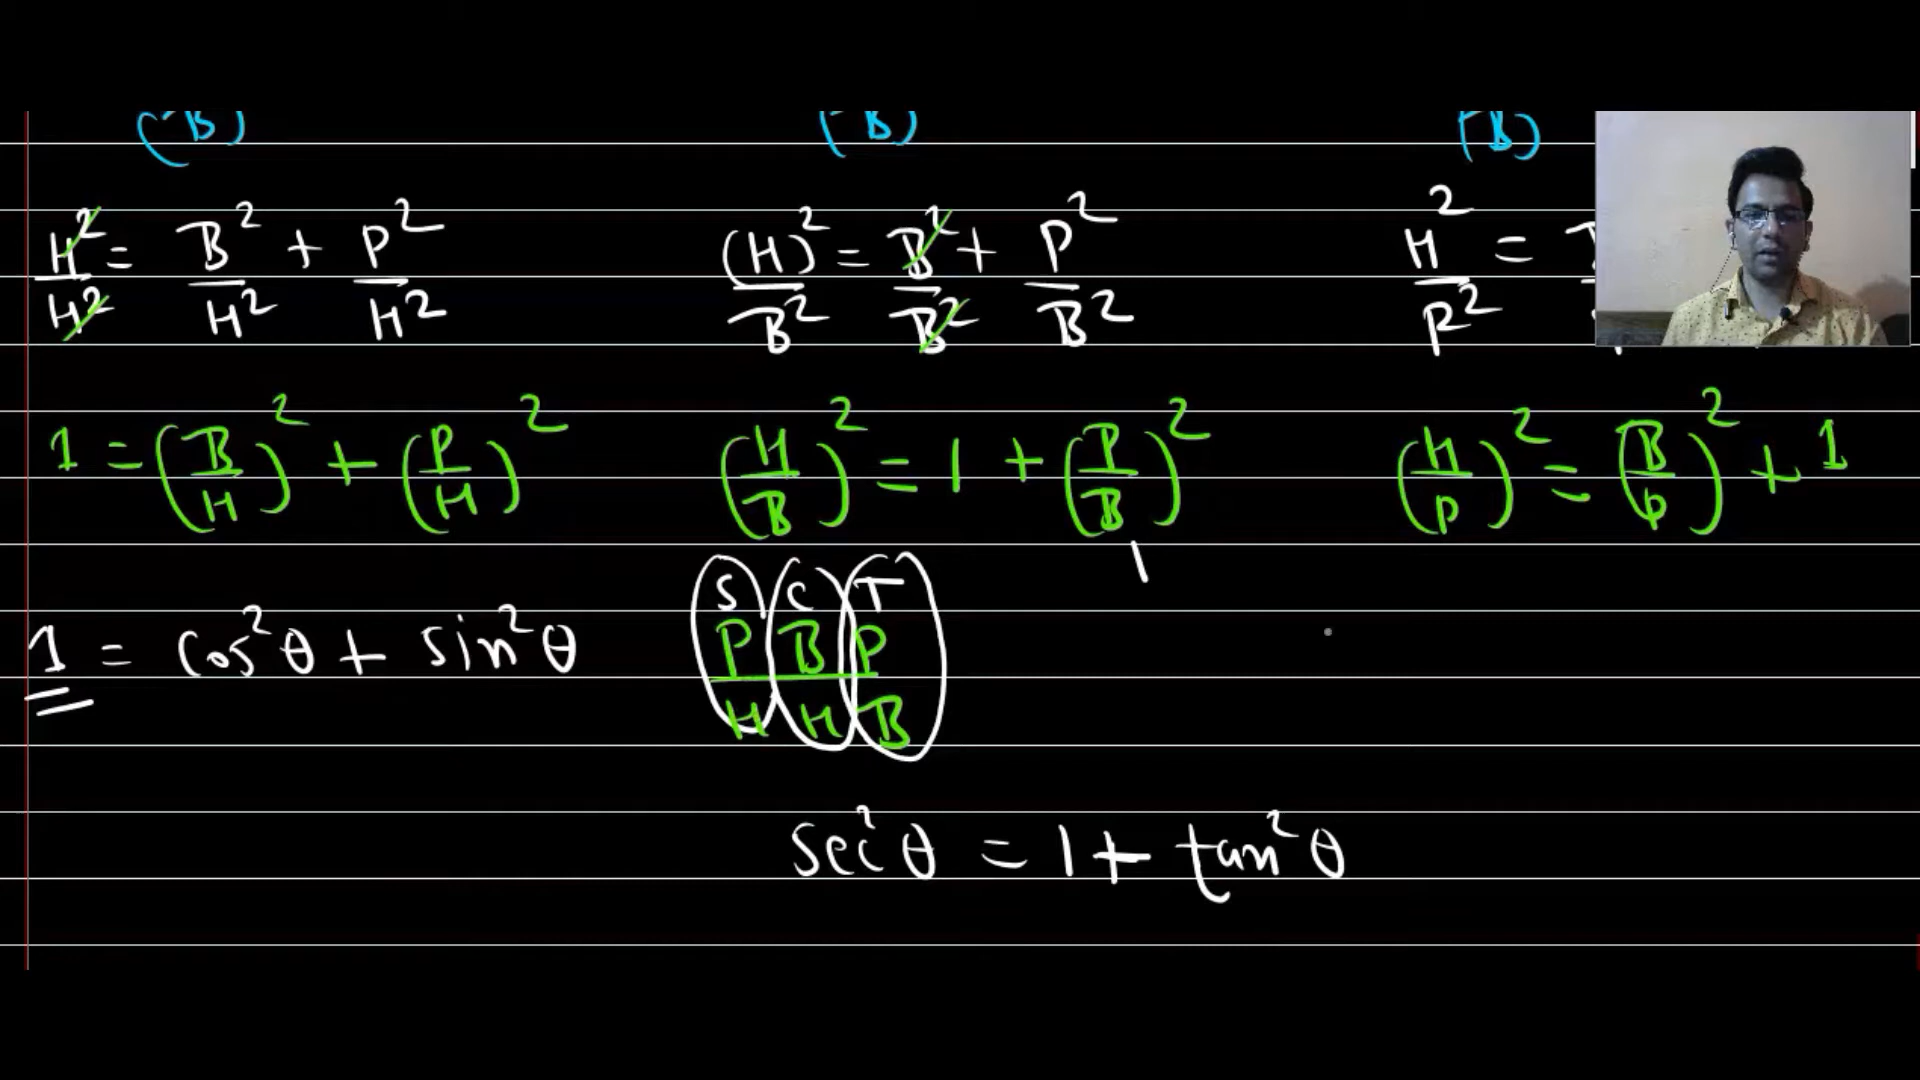 H²/H² = B²/H² + P²/H²
(H)²/B² = B²/B² + P²/B²
H²/P² =
1 = (B/H)² + (P/H)²
(H/B)² = 1 + (P/B)²
(H/P)² = (B/P)² + 1
S C T
P B P
H H B
1 = cos²θ + sin²θ
sec²θ = 1 + tan²θ